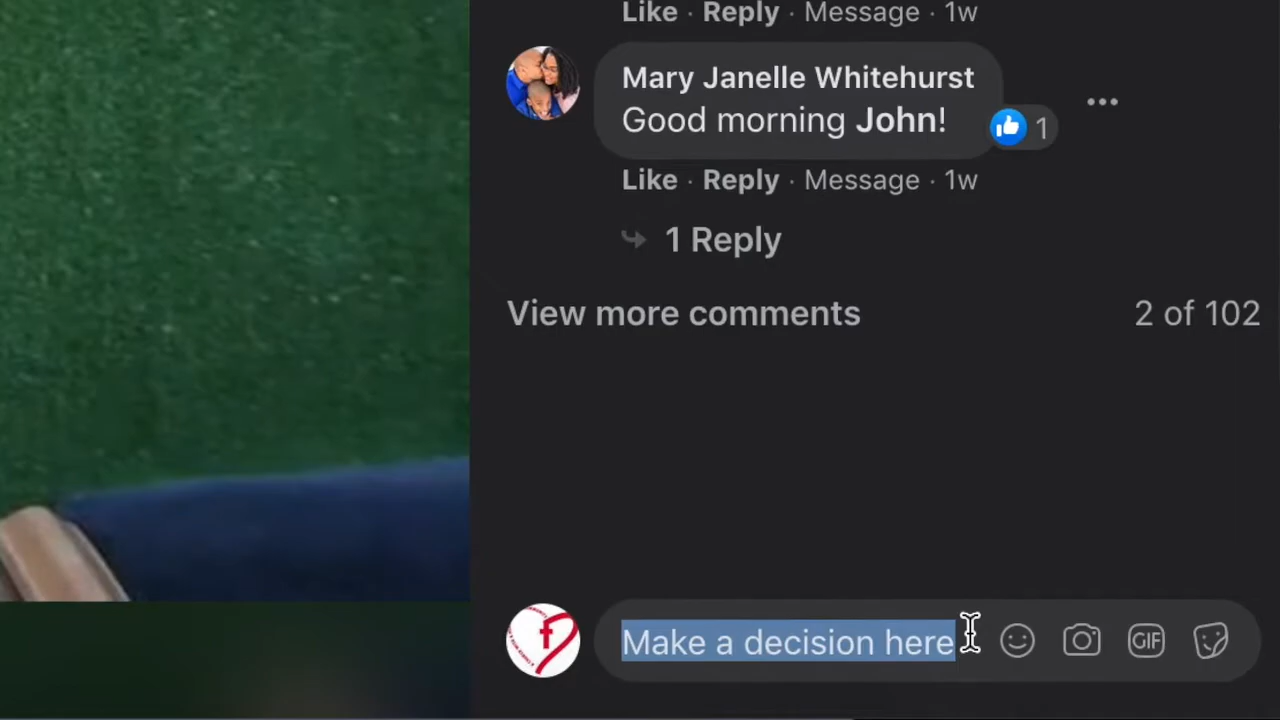 Like · Reply · Message · 1w
Mary Janelle Whitehurst
Good morning John!
1
Like · Reply · Message · 1w
1 Reply
View more comments 2 of 102
Make a decision here
GIF